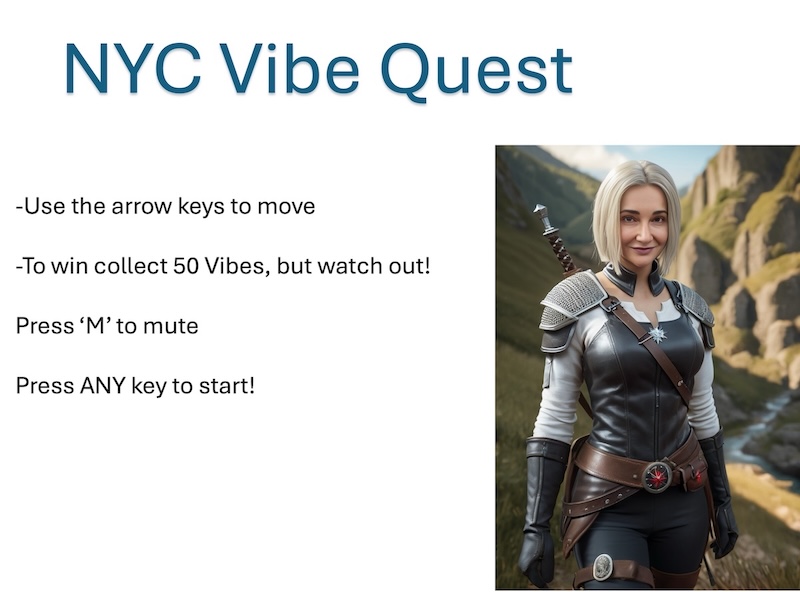 NYC Vibe Quest
-Use the arrow keys to move
-To win collect 50 Vibes, but watch out!
Press ‘M’ to mute
Press ANY key to start!